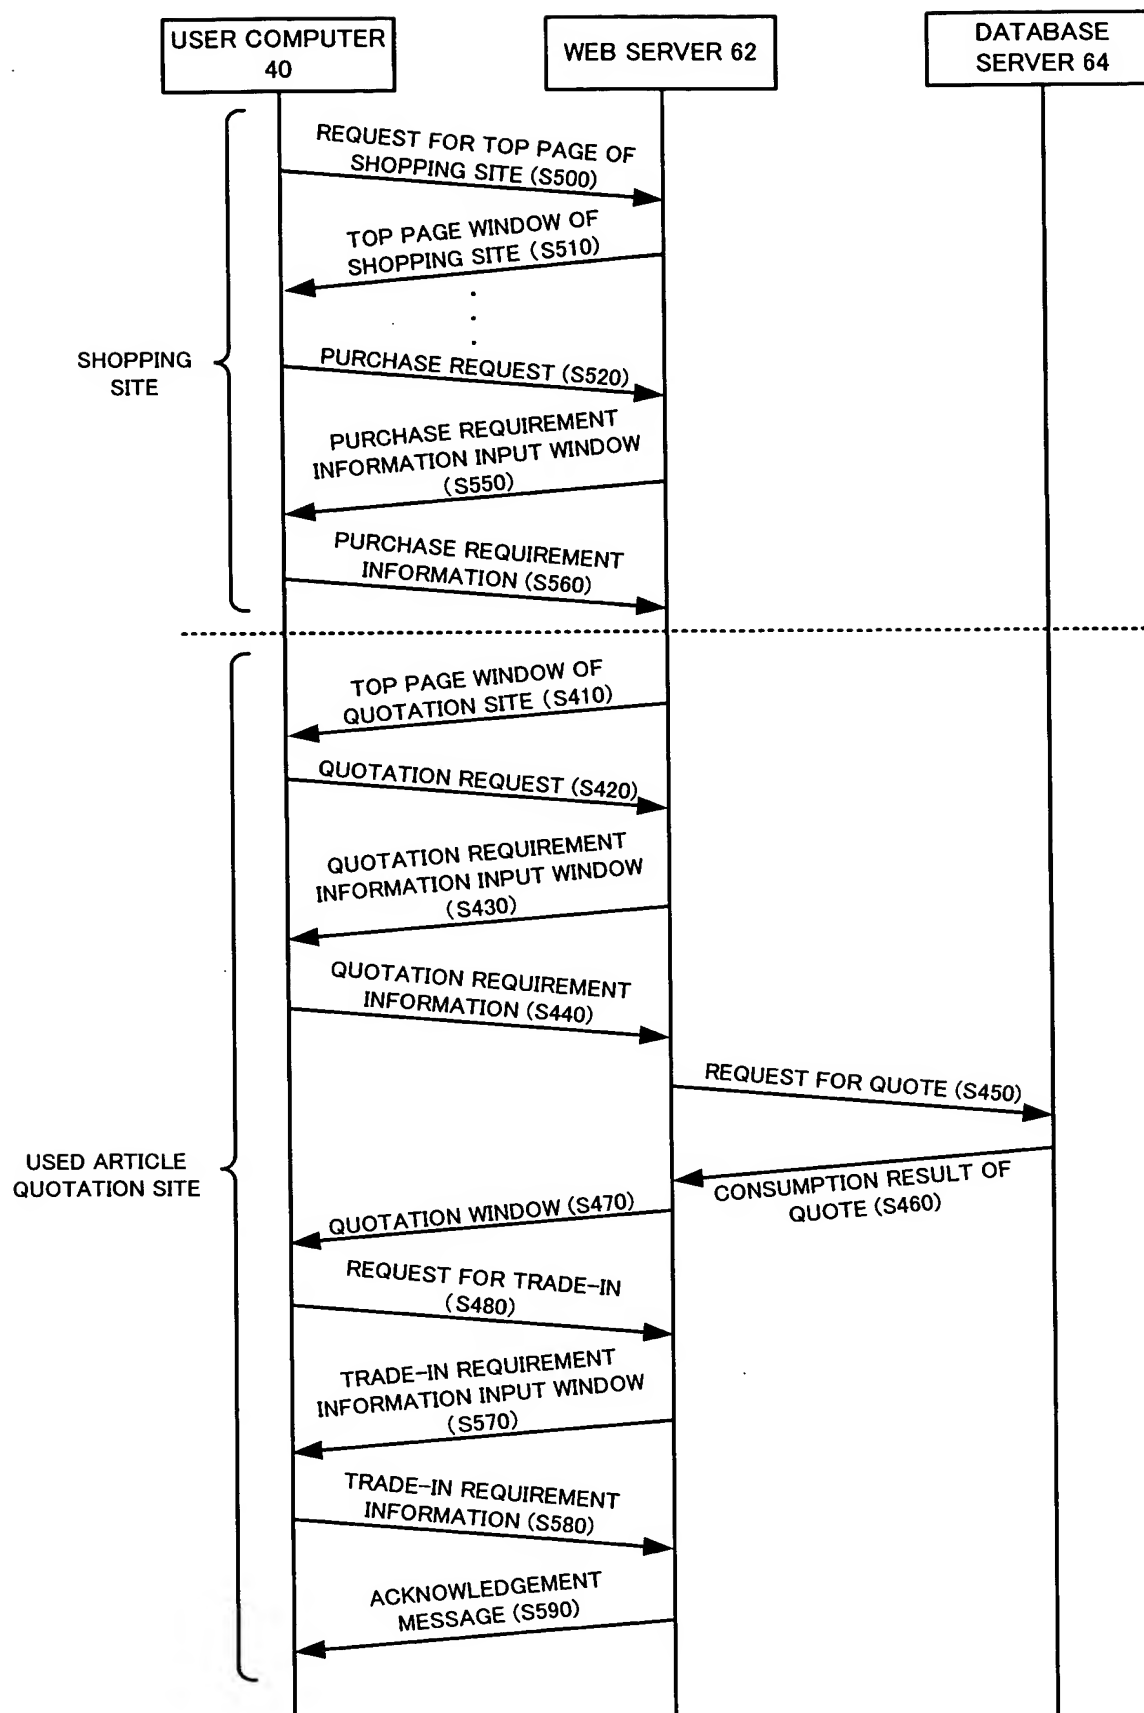 USER COMPUTER
40
WEB SERVER 62
DATABASE
SERVER 64
REQUEST FOR TOP PAGE OF
SHOPPING SITE (S500)
TOP PAGE WINDOW OF
SHOPPING SITE (S510)
PURCHASE REQUEST (S520)
SHOPPING
SITE
PURCHASE REQUIREMENT
INFORMATION INPUT WINDOW
(S550)
PURCHASE REQUIREMENT
INFORMATION (S560)
TOP PAGE WINDOW OF
QUOTATION SITE (S410)
QUOTATION REQUEST (S420)
QUOTATION REQUIREMENT
INFORMATION INPUT WINDOW
(S430)
QUOTATION REQUIREMENT
INFORMATION (S440)
REQUEST FOR QUOTE (S450)
USED ARTICLE
QUOTATION SITE
CONSUMPTION RESULT OF
QUOTE (S460)
QUOTATION WINDOW (S470)
REQUEST FOR TRADE-IN
(S480)
TRADE-IN REQUIREMENT
INFORMATION INPUT WINDOW
(S570)
TRADE-IN REQUIREMENT
INFORMATION (S580)
ACKNOWLEDGEMENT
MESSAGE (S590)